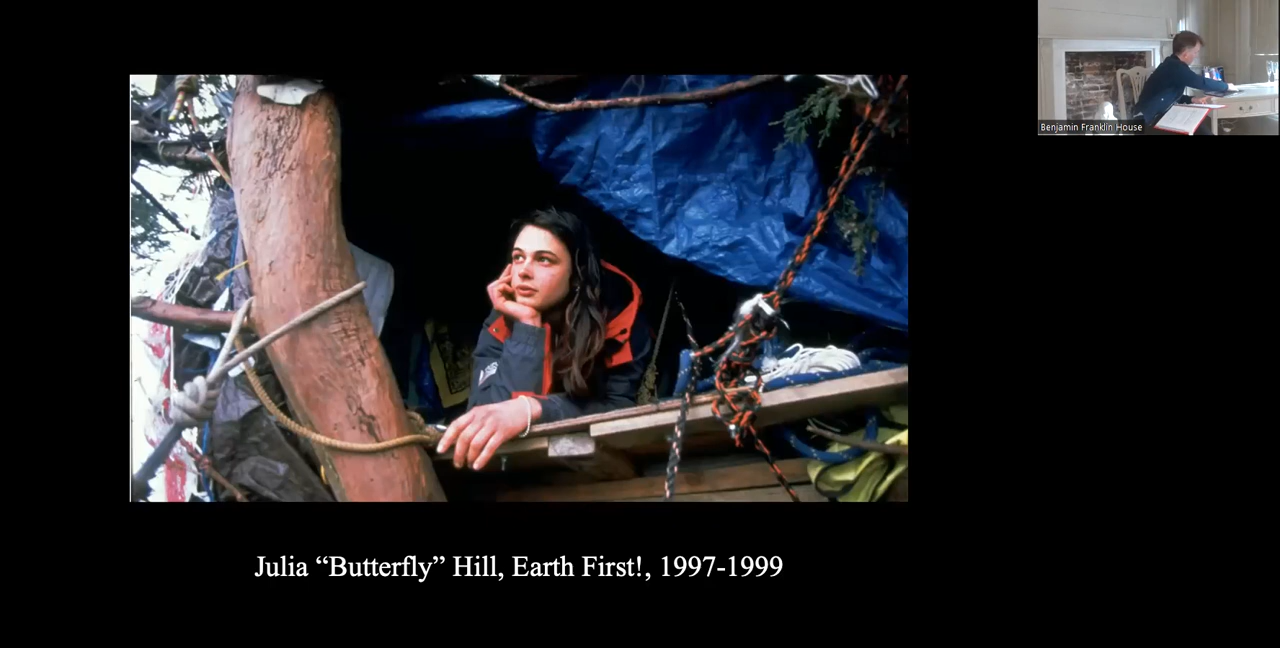 Benjamin Franklin House
Julia “Butterfly” Hill, Earth First!, 1997-1999